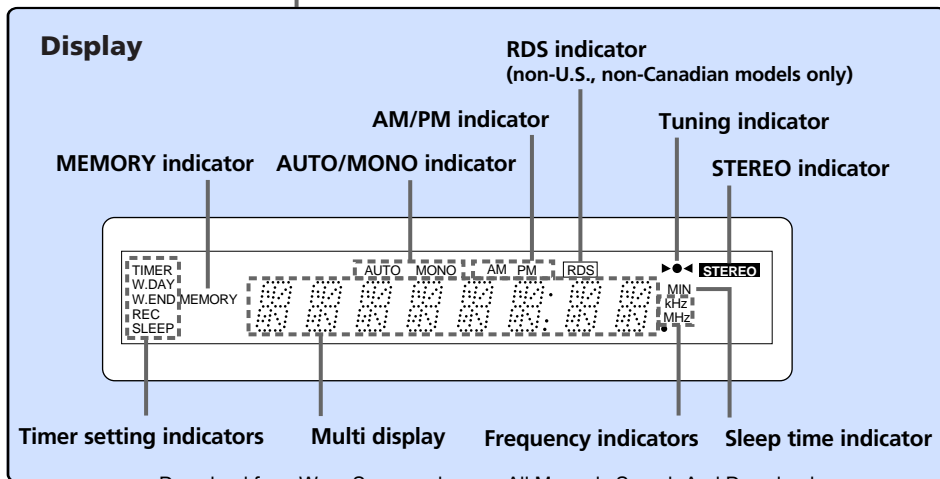 Display
RDS indicator
(non-U.S., non-Canadian models only)
AM/PM indicator
Tuning indicator
MEMORY indicator
AUTO/MONO indicator
STEREO indicator
TIMER
W.DAY
W.END MEMORY
REC
SLEEP
AUTO MONO AM PM RDS
STEREO
MIN
kHz
MHz
Timer setting indicators
Multi display
Frequency indicators
Sleep time indicator